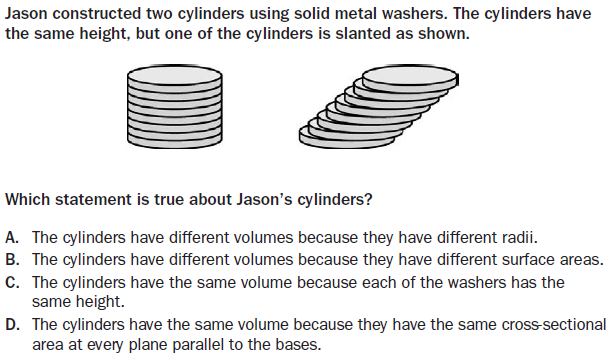 Jason constructed two cylinders using solid metal washers. The cylinders have
the same height, but one of the cylinders is slanted as shown.
Which statement is true about Jason's cylinders?
A. The cylinders have different volumes because they have different radii.
B. The cylinders have different volumes because they have different surface areas.
C. The cylinders have the same volume because each of the washers has the
same height.
D. The cylinders have the same volume because they have the same cross-sectional
area at every plane parallel to the bases.